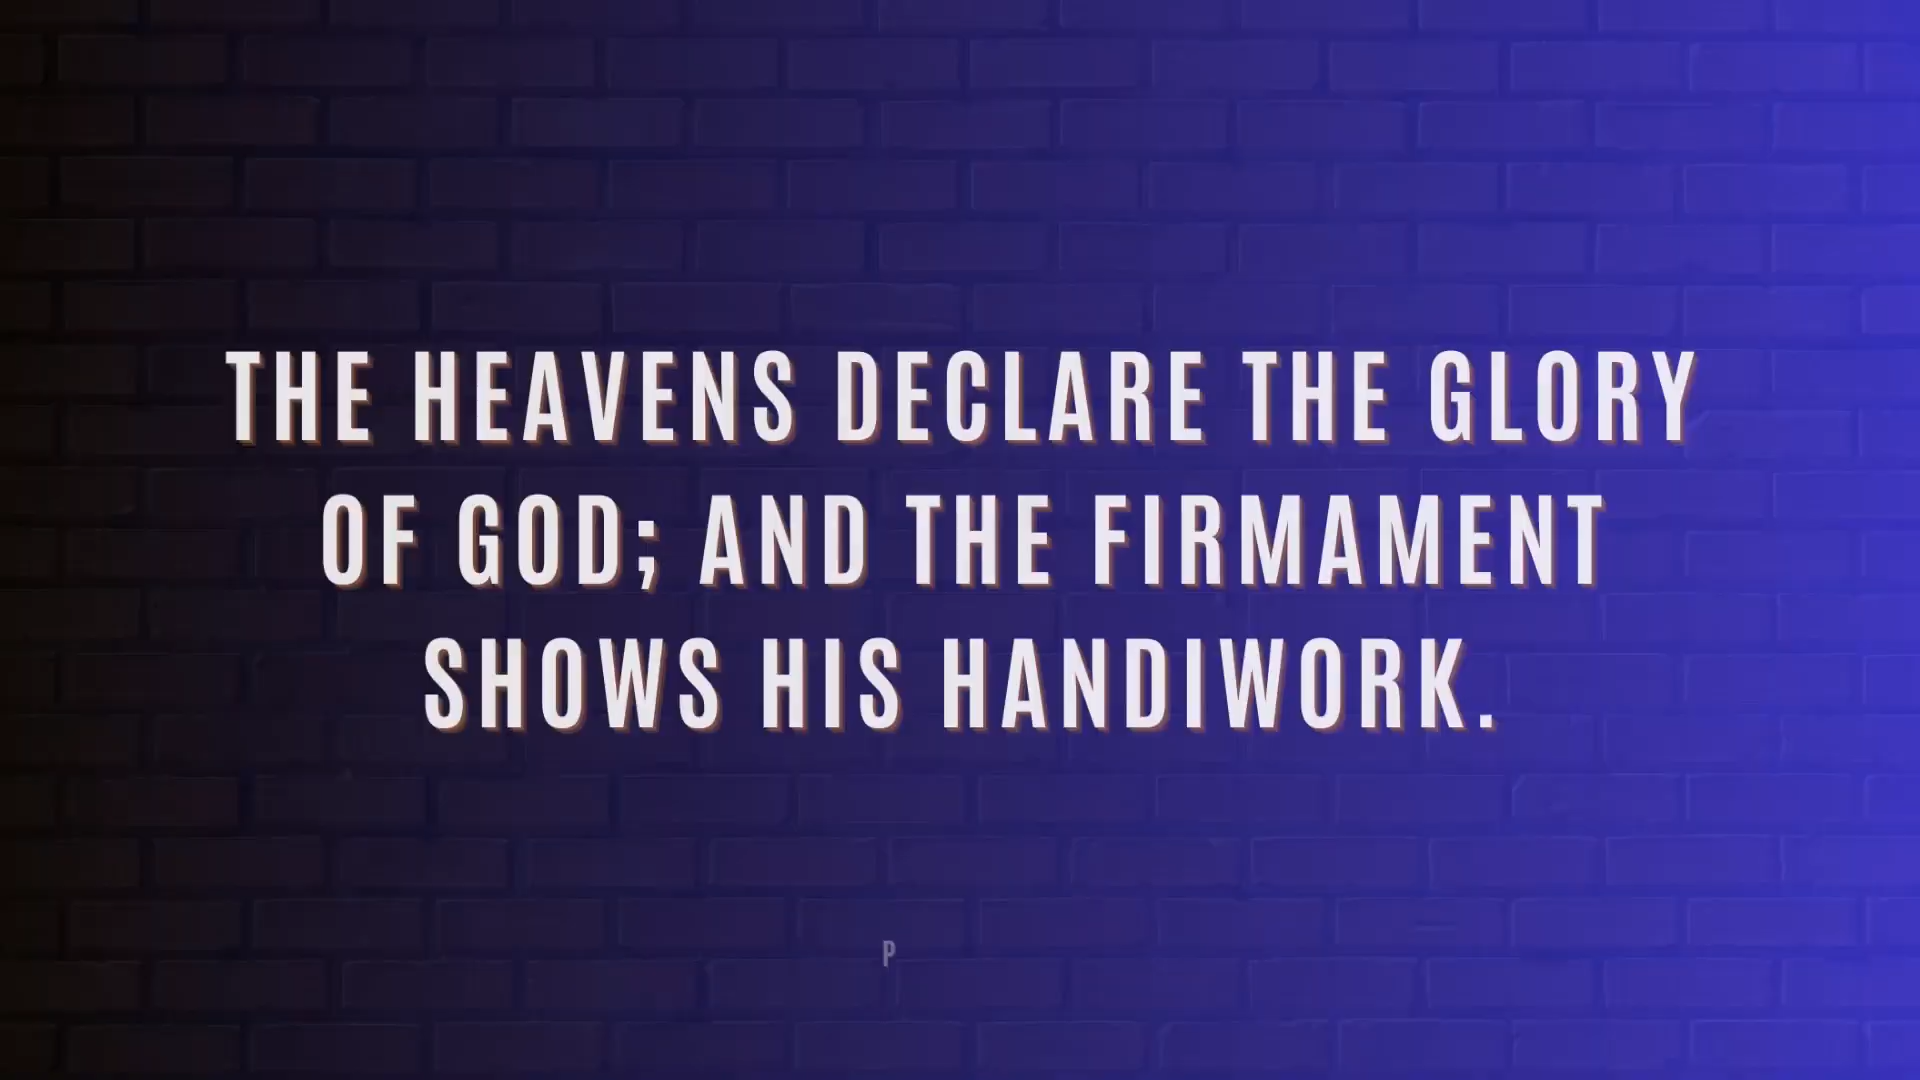 THE HEAVENS DECLARE THE GLORY
OF GOD; AND THE FIRMAMENT
SHOWS HIS HANDIWORK.
P